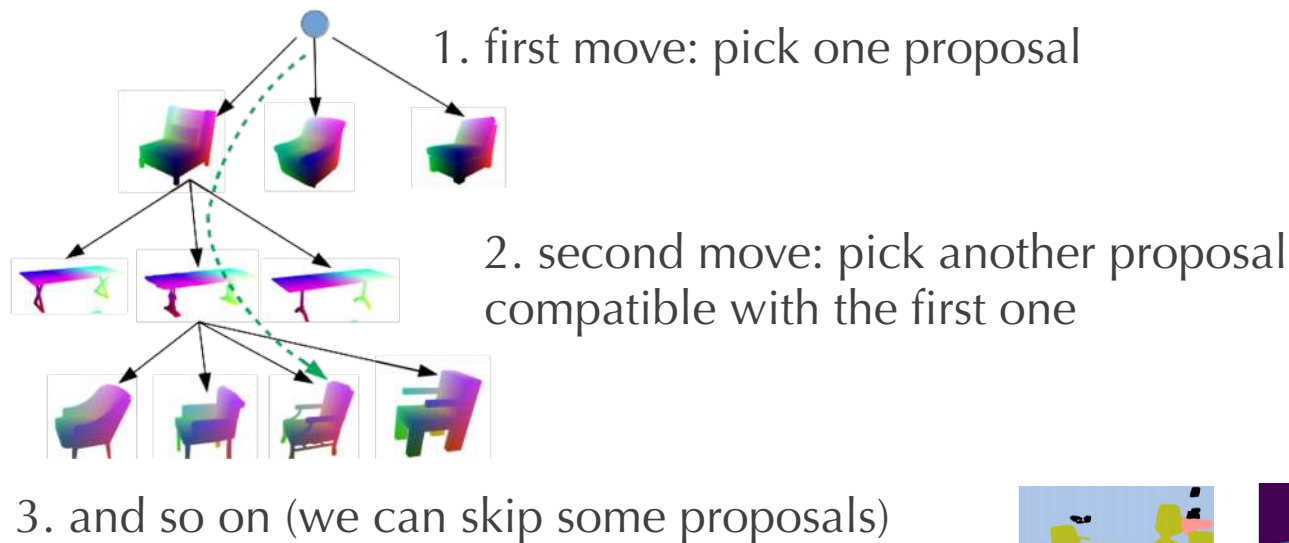 1. first move: pick one proposal
2. second move: pick another proposal
compatible with the first one
3. and so on (we can skip some proposals)